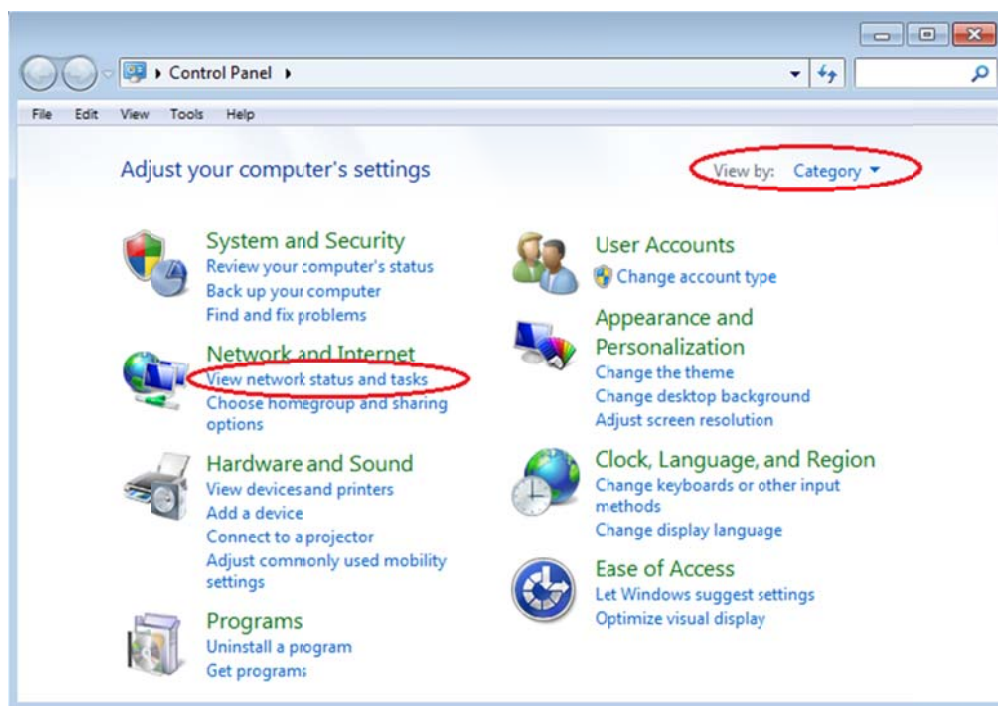 Control Panel
File Edit View Tools Help
Adjust your computer's settings
View by: Category
System and Security
Review your computer's status
Back up your computer
Find and fix problems
Network and Internet
View network status and tasks
Choose homegroup and sharing
options
Hardware and Sound
View devices and printers
Add a device
Connect to a projector
Adjust commonly used mobility
settings
Programs
Uninstall a program
Get programs
User Accounts
Change account type
Appearance and
Personalization
Change the theme
Change desktop background
Adjust screen resolution
Clock, Language, and Region
Change keyboards or other input
methods
Change display language
Ease of Access
Let Windows suggest settings
Optimize visual display